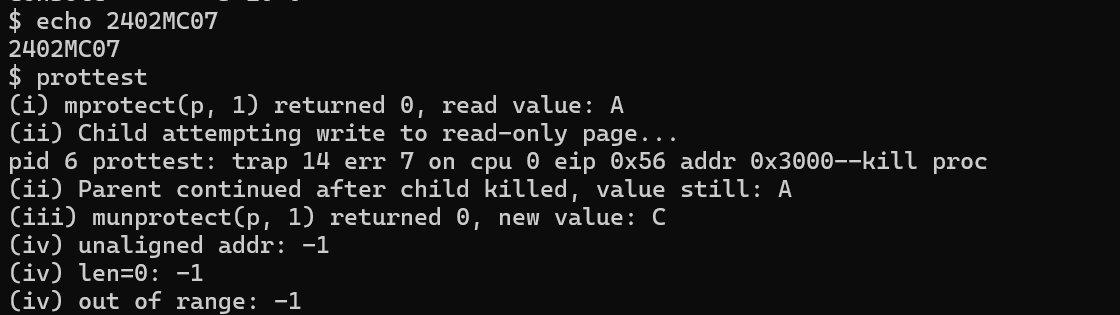 $ echo 2402MC07
2402MC07
$ prottest
(i) mprotect(p, 1) returned 0, read value: A
(ii) Child attempting write to read-only page...
pid 6 prottest: trap 14 err 7 on cpu 0 eip 0x56 addr 0x3000--kill proc
(ii) Parent continued after child killed, value still: A
(iii) munprotect(p, 1) returned 0, new value: C
(iv) unaligned addr: -1
(iv) len=0: -1
(iv) out of range: -1